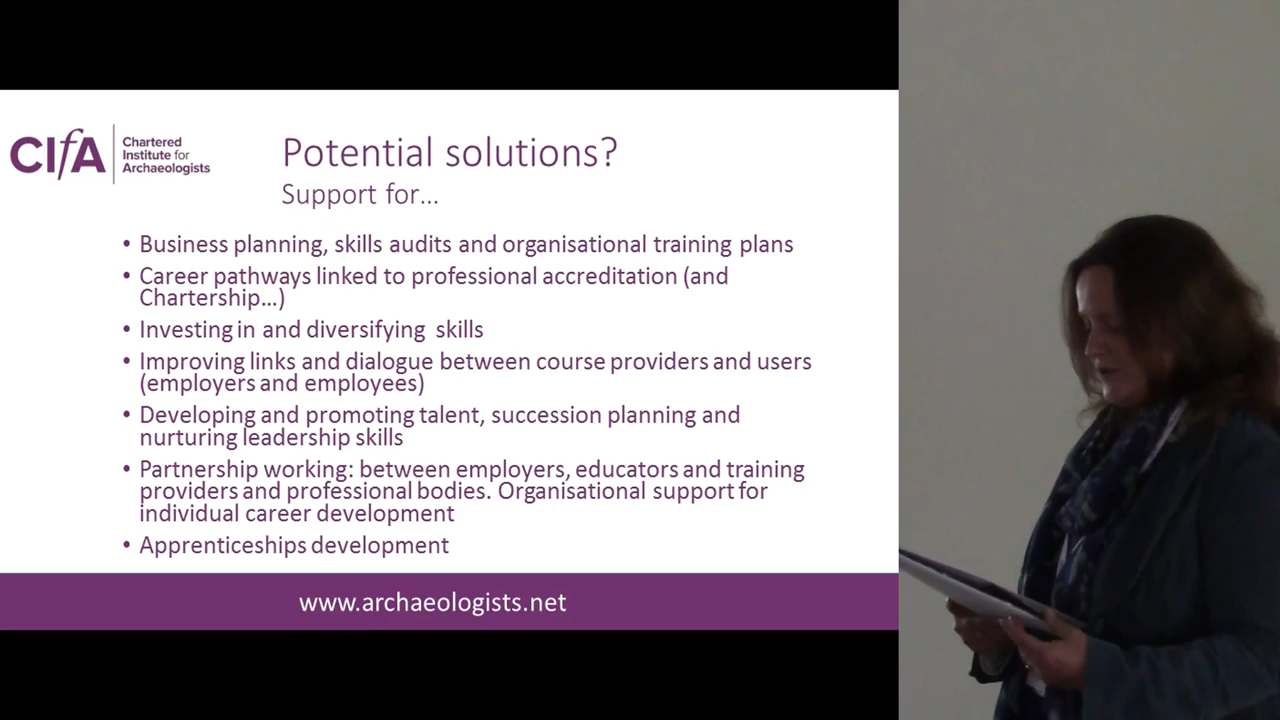 CIfA
Chartered
Institute for
Archaeologists
Potential solutions?
Support for...
• Business planning, skills audits and organisational training plans
• Career pathways linked to professional accreditation (and
Chartership...)
• Investing in and diversifying skills
• Improving links and dialogue between course providers and users
(employers and employees)
• Developing and promoting talent, succession planning and
nurturing leadership skills
• Partnership working: between employers, educators and training
providers and professional bodies. Organisational support for
individual career development
• Apprenticeships development
www.archaeologists.net